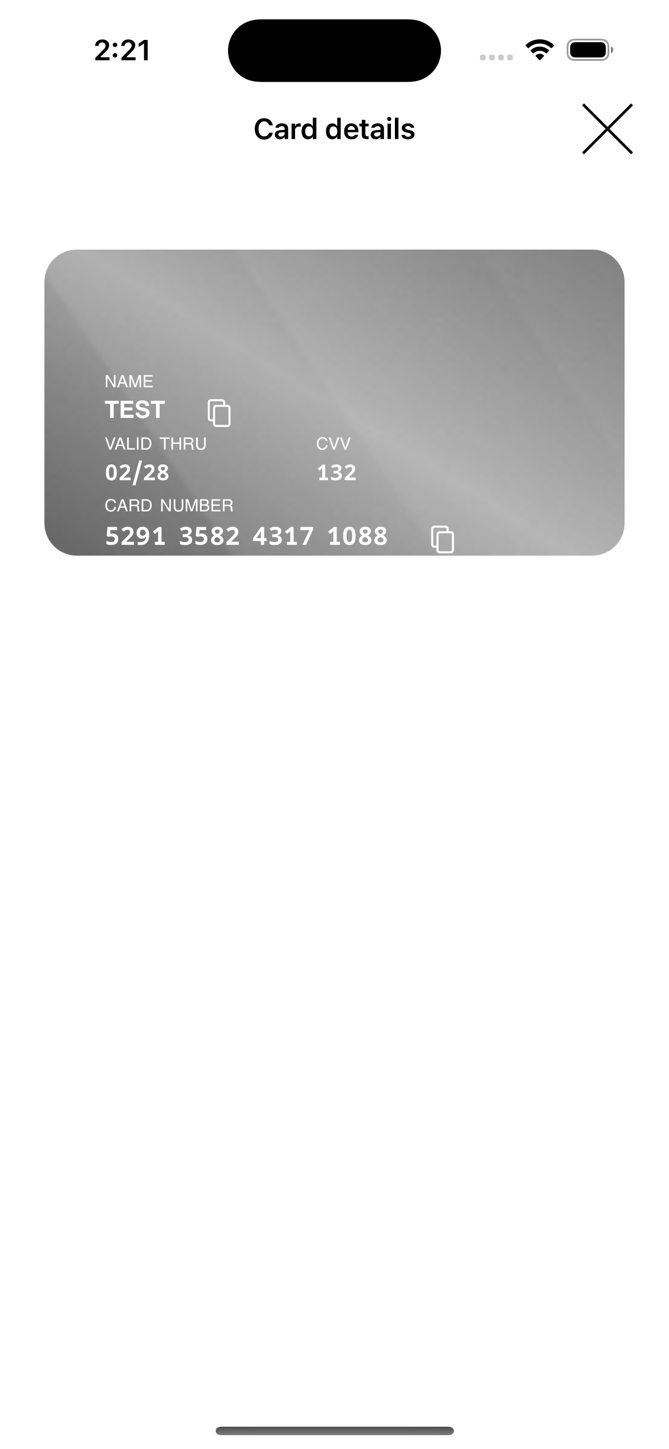 2:21
Card details
NAME
TEST
VALID THRU CVV
02/28 132
CARD NUMBER
5291 3582 4317 1088